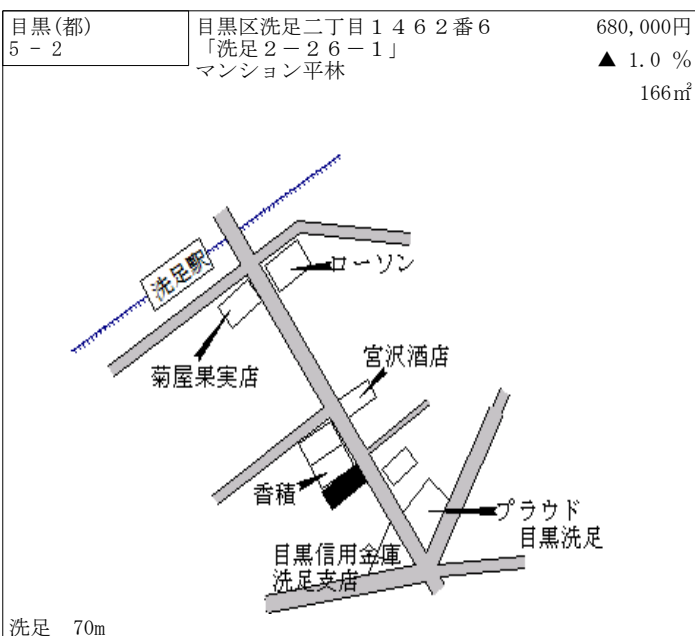 目黒(都)
5－2
目黒区洗足二丁目１４６２番６
「洗足２－２６－１」
マンション平林
680,000円
▲ 1.0 %
166㎡
洗足駅
ローソン
菊屋果実店
宮沢酒店
香積
プラウド
目黒洗足
目黒信用金庫
洗足支店
洗足　70m